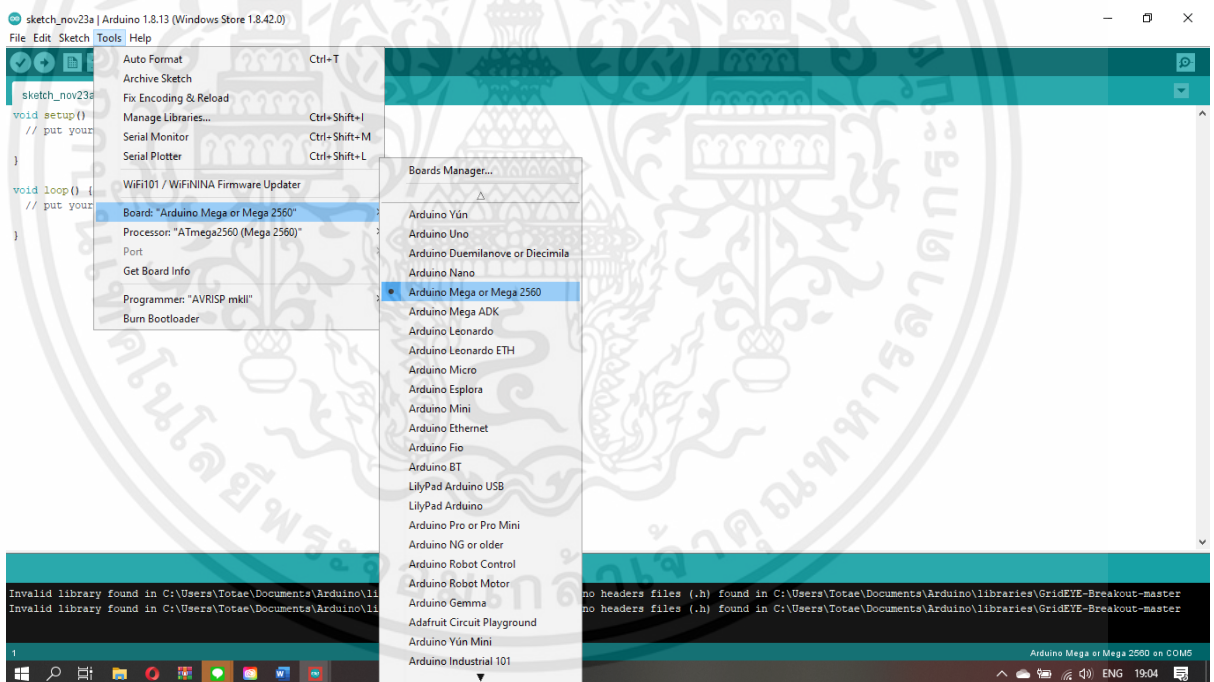 sketch_nov23a | Arduino 1.8.13 (Windows Store 1.8.42.0)
File Edit Sketch Tools Help
sketch_nov23a
void setup()
// put your
}
void loop() {
// put your
}
Auto Format Ctrl+T
Archive Sketch
Fix Encoding & Reload
Manage Libraries... Ctrl+Shift+I
Serial Monitor Ctrl+Shift+M
Serial Plotter Ctrl+Shift+L
WiFi101 / WiFiNINA Firmware Updater
Board: "Arduino Mega or Mega 2560"
Processor: "ATmega2560 (Mega 2560)"
Port
Get Board Info
Programmer: "AVRISP mkII"
Burn Bootloader
Boards Manager...
Arduino Yún
Arduino Uno
Arduino Duemilanove or Diecimila
Arduino Nano
Arduino Mega or Mega 2560
Arduino Mega ADK
Arduino Leonardo
Arduino Leonardo ETH
Arduino Micro
Arduino Esplora
Arduino Mini
Arduino Ethernet
Arduino Fio
Arduino BT
LilyPad Arduino USB
LilyPad Arduino
Arduino Pro or Pro Mini
Arduino NG or older
Arduino Robot Control
Arduino Robot Motor
Arduino Gemma
Adafruit Circuit Playground
Arduino Yún Mini
Arduino Industrial 101
Invalid library found in C:\Users\Totae\Documents\Arduino\li no headers files (.h) found in C:\Users\Totae\Documents\Arduino\libraries\GridEYE-Breakout-master
Invalid library found in C:\Users\Totae\Documents\Arduino\li no headers files (.h) found in C:\Users\Totae\Documents\Arduino\libraries\GridEYE-Breakout-master
1 Arduino Mega or Mega 2560 on COM5
ENG 19:04